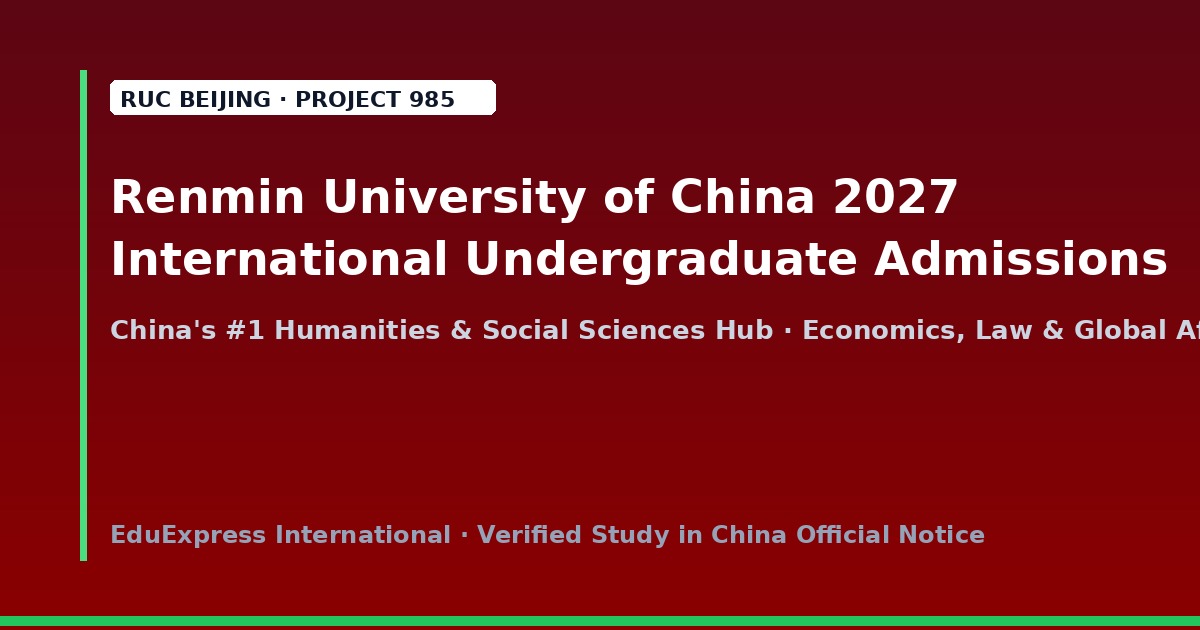 RUC BEIJING · PROJECT 985
Renmin University of China 2027
International Undergraduate Admissions
China's #1 Humanities & Social Sciences Hub · Economics, Law & Global
EduExpress International · Verified Study in China Official Notice